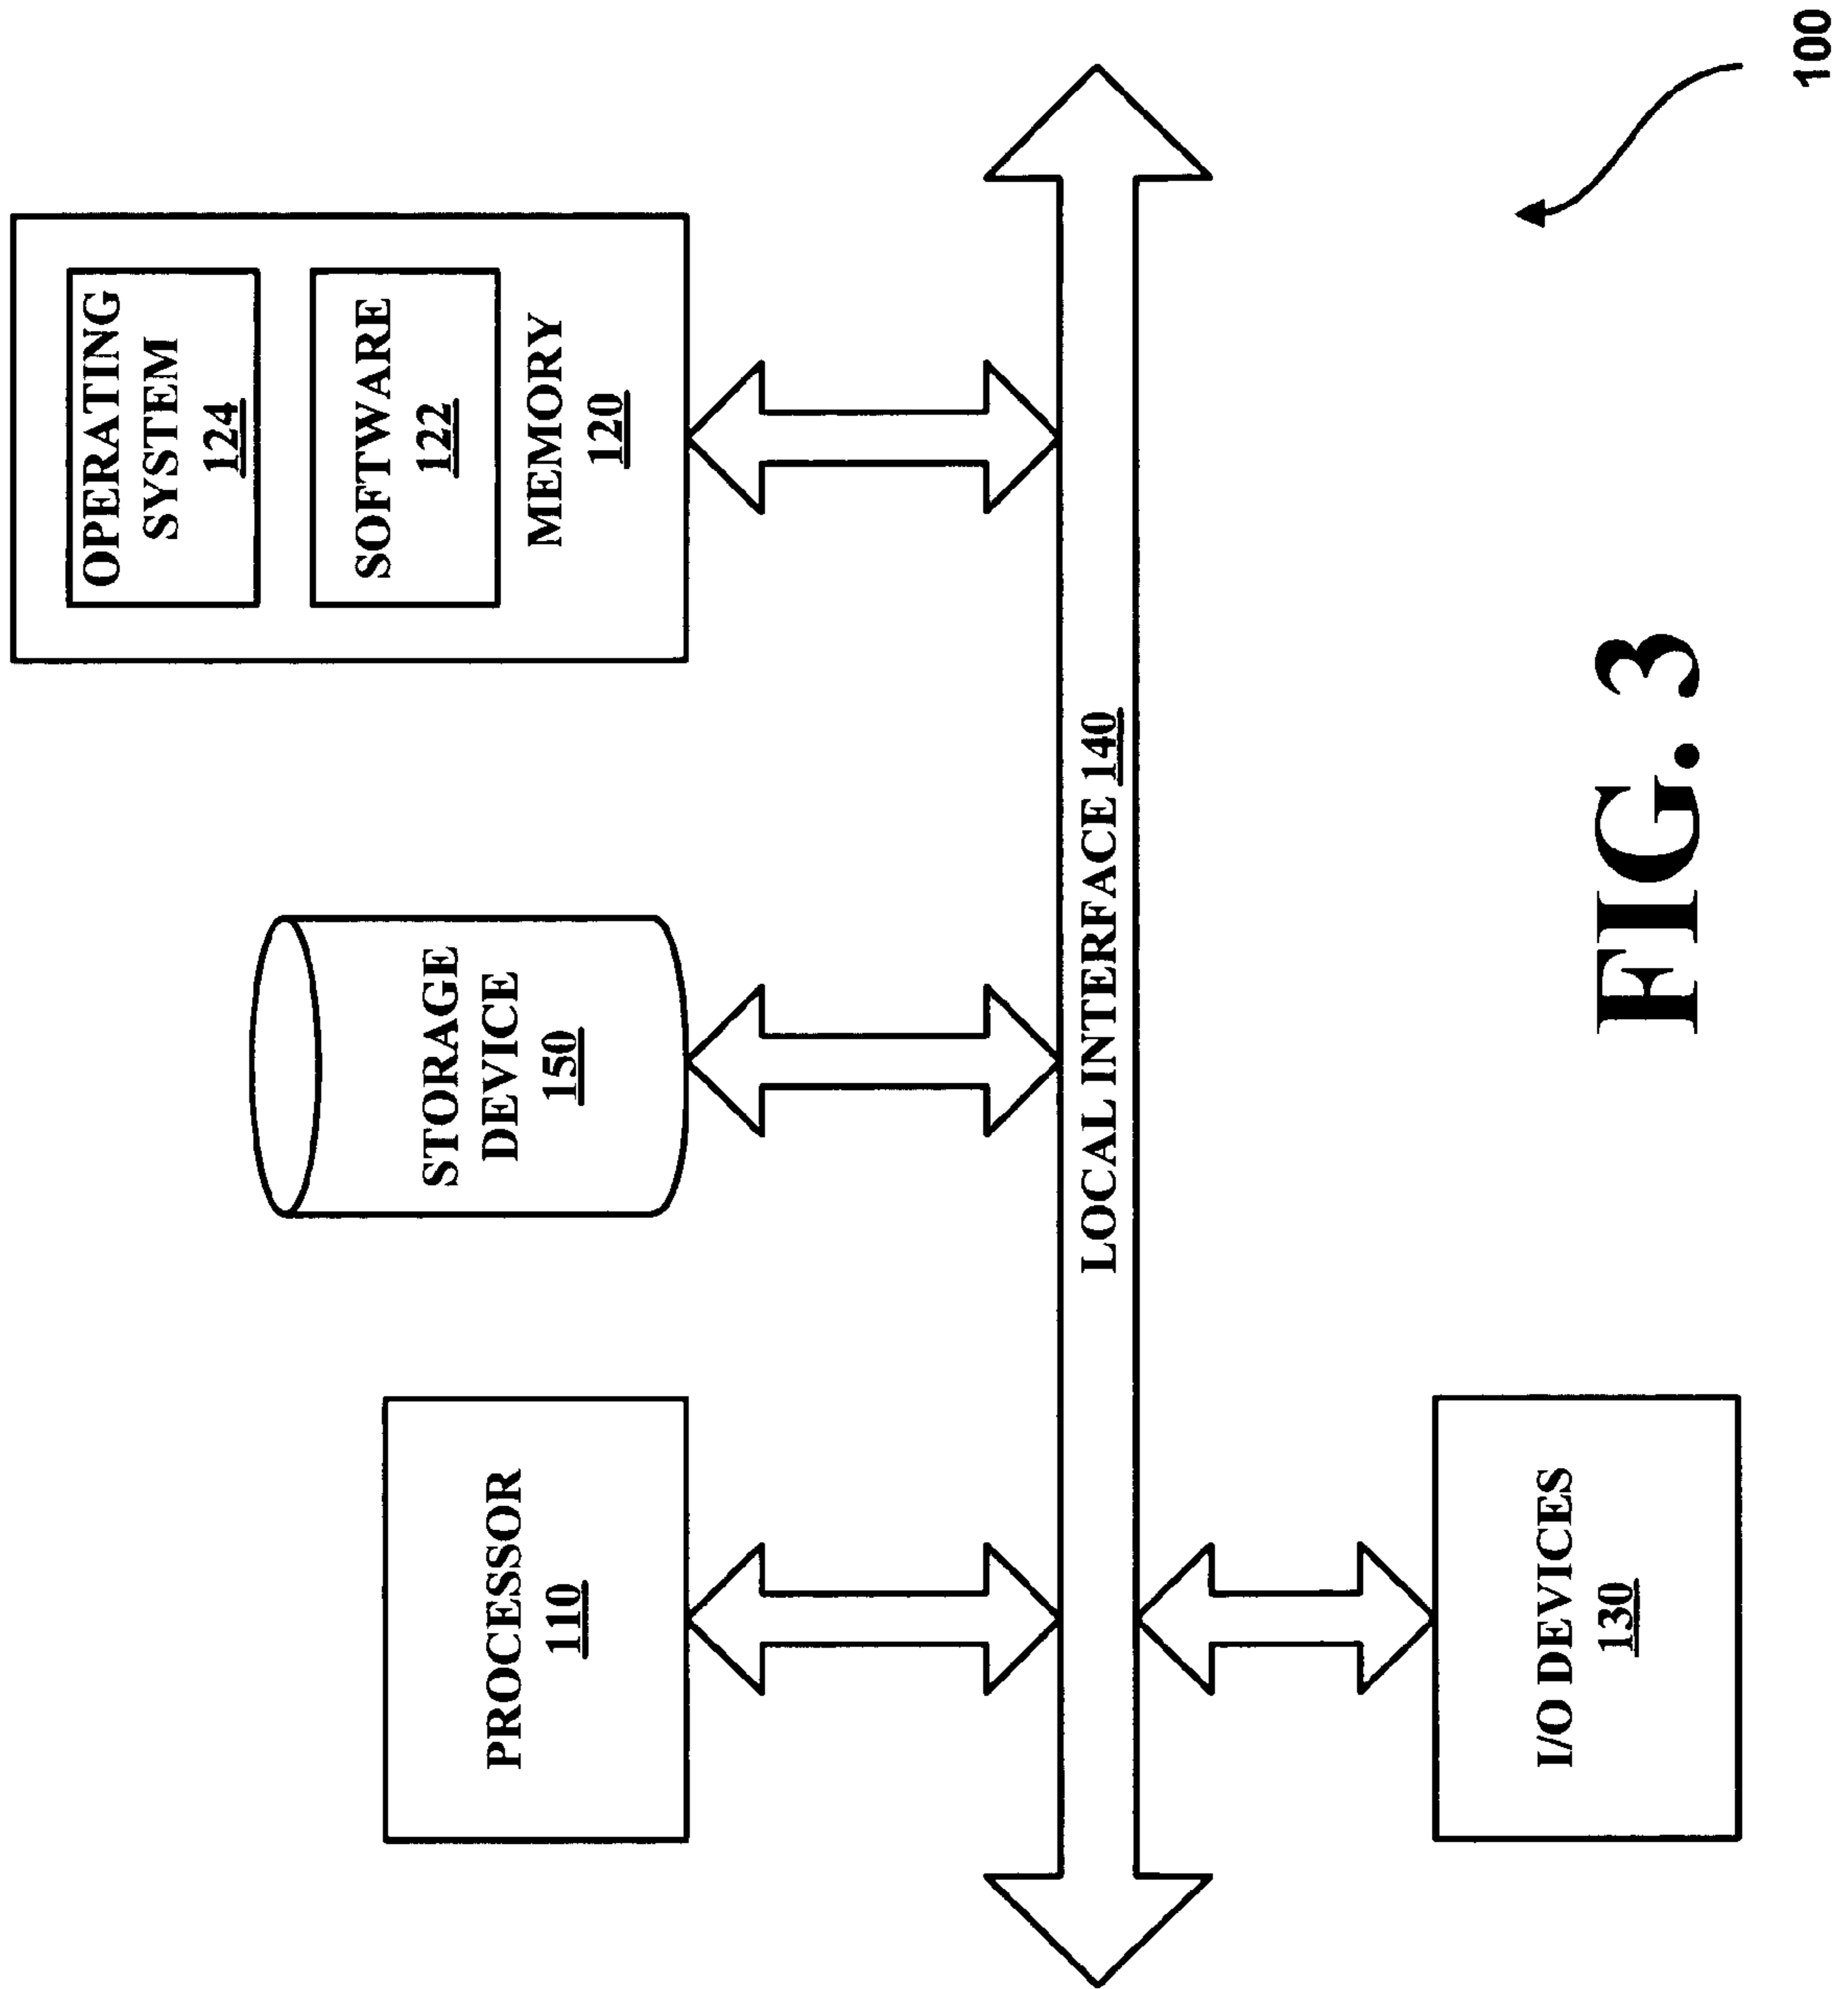 PROCESSOR
110
STORAGE
DEVICE
150
OPERATING
SYSTEM
124
SOFTWARE
122
MEMORY
120
LOCAL INTERFACE 140
I/O DEVICES
130
FIG. 3
100